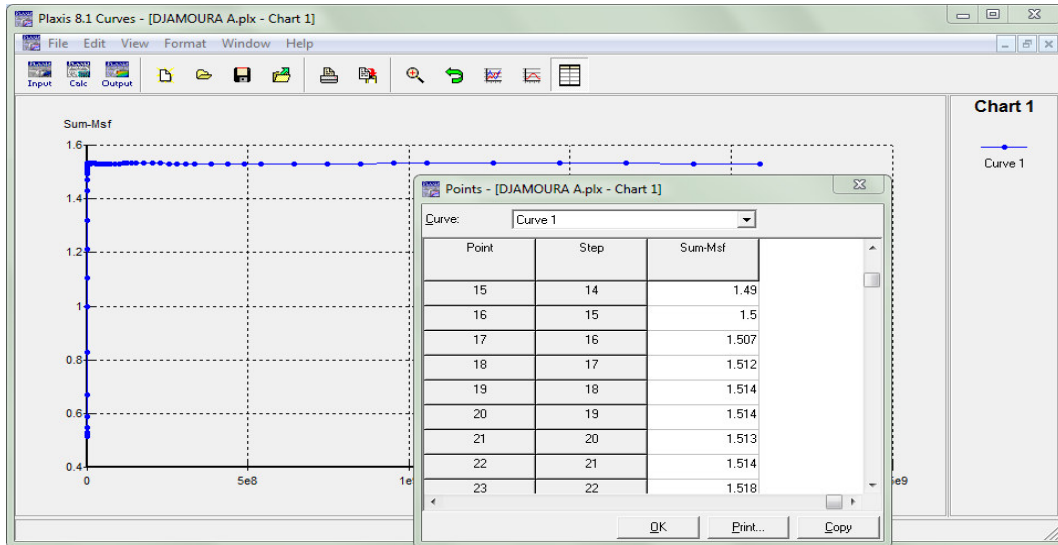 Plaxis 8.1 Curves - [DJAMOURA A.plx - Chart 1]
File Edit View Format Window Help
Input Calc Output
Chart 1
Curve 1
Sum-Msf
1.6
1.4
1.2
1
0.8
0.6
0.4
0 5e8 1e 5e9
Points - [DJAMOURA A.plx - Chart 1]
Curve: Curve 1
Point Step Sum-Msf
15 14 1.49
16 15 1.5
17 16 1.507
18 17 1.512
19 18 1.514
20 19 1.514
21 20 1.513
22 21 1.514
23 22 1.518
OK Print... Copy